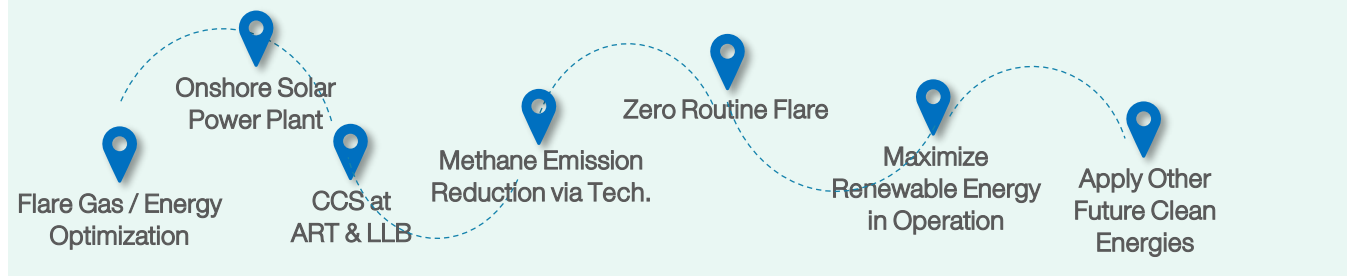 Flare Gas / Energy
Optimization
Onshore Solar
Power Plant
CCS at
ART & LLB
Methane Emission
Reduction via Tech.
Zero Routine Flare
Maximize
Renewable Energy
in Operation
Apply Other
Future Clean
Energies